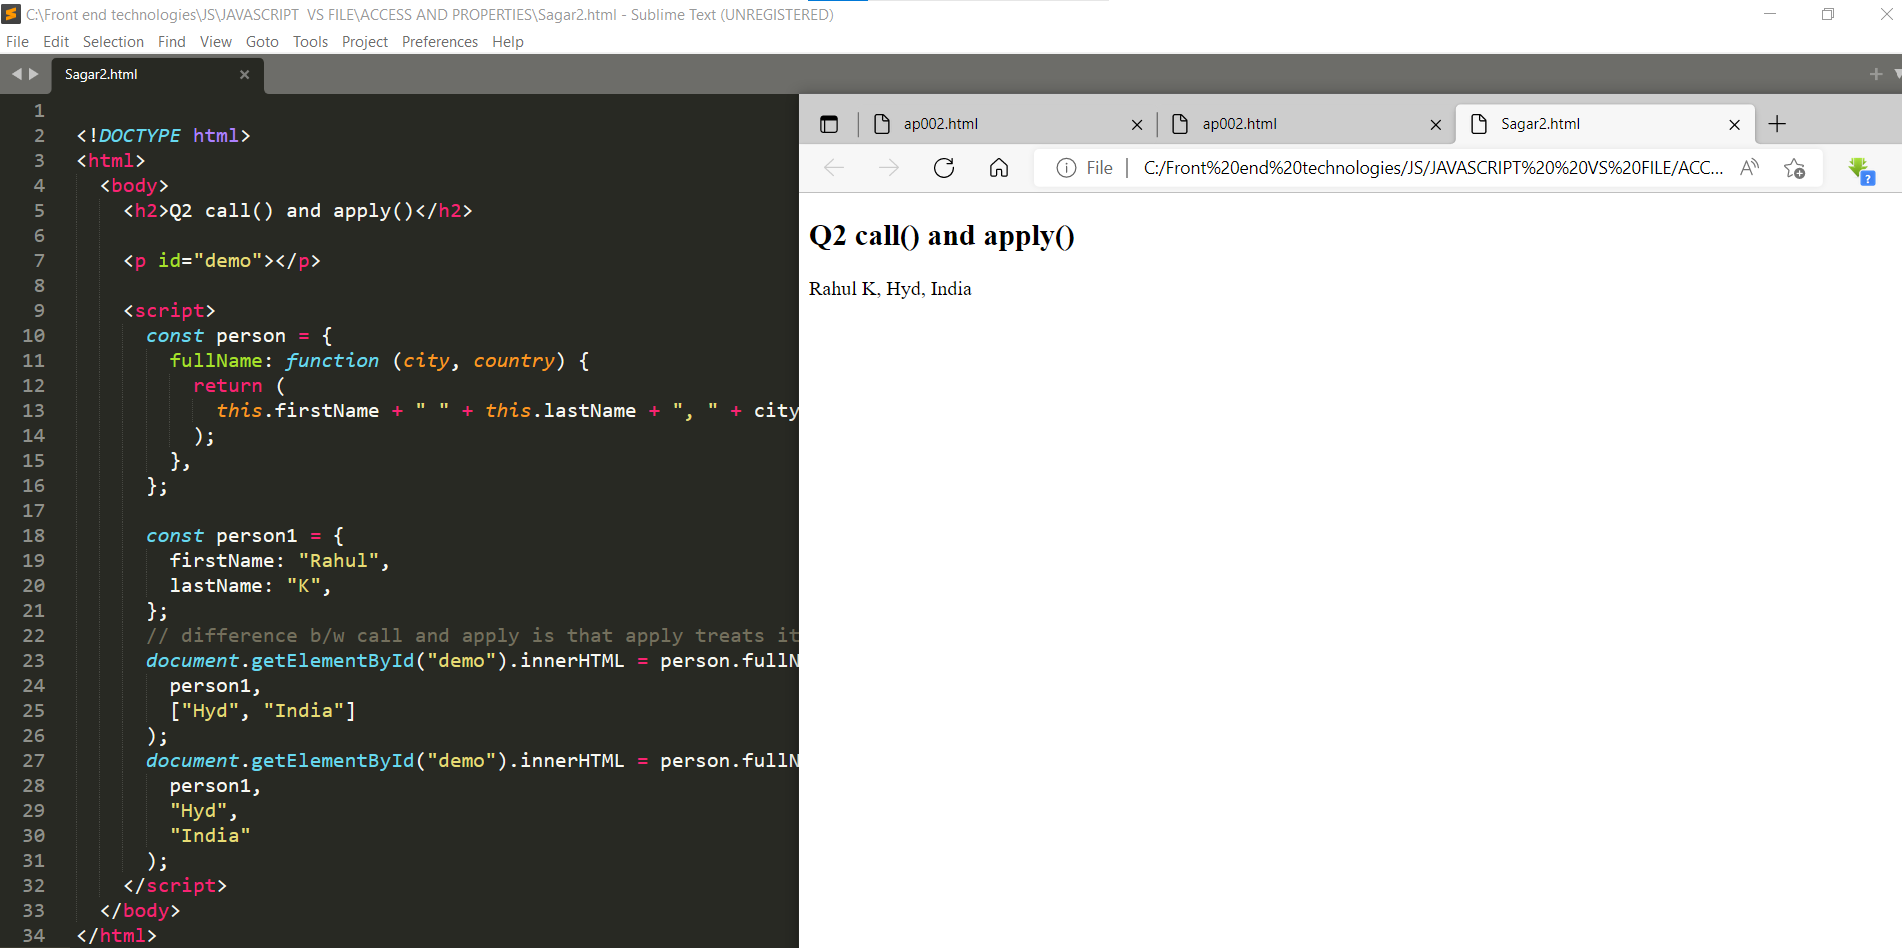 C:\Front end technologies\JS\JAVASCRIPT  VS FILE\ACCESS AND PROPERTIES\Sagar2.html - Sublime Text (UNREGISTERED)
File Edit Selection Find View Goto Tools Project Preferences Help
Sagar2.html
1
2 <!DOCTYPE html>
3 <html>
4 <body>
5 <h2>Q2 call() and apply()</h2>
6
7 <p id="demo"></p>
8
9 <script>
10 const person = {
11 fullName: function (city, country) {
12 return (
13 this.firstName + " " + this.lastName + ", " + city
14 );
15 },
16 };
17
18 const person1 = {
19 firstName: "Rahul",
20 lastName: "K",
21 };
22 // difference b/w call and apply is that apply treats it
23 document.getElementById("demo").innerHTML = person.fullN
24 person1,
25 ["Hyd", "India"]
26 );
27 document.getElementById("demo").innerHTML = person.fullN
28 person1,
29 "Hyd",
30 "India"
31 );
32 </script>
33 </body>
34 </html>
ap002.html ap002.html Sagar2.html
File C:/Front%20end%20technologies/JS/JAVASCRIPT%20%20VS%20FILE/ACC...
Q2 call() and apply()
Rahul K, Hyd, India